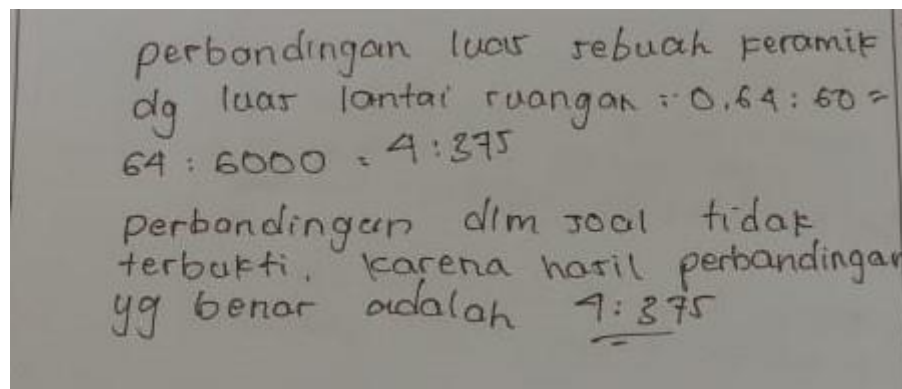 perbandingan luas sebuah keramik
dg luas lantai ruangan = 0,64 : 60 =
64 : 6000 = 4 : 375
perbandingan dlm soal tidak
terbukti, karena hasil perbandingan
yg benar adalah 4 : 375